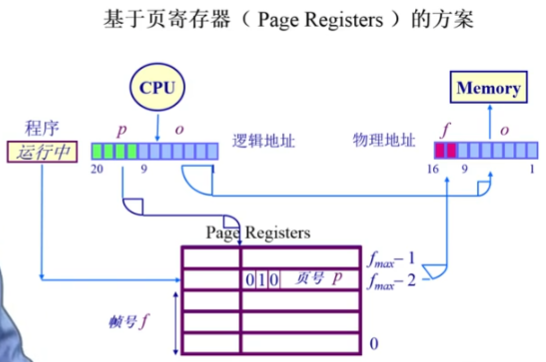 基于页寄存器（ Page Registers ）的方案
CPU
Memory
程序
p
o
逻辑地址
物理地址
f
o
运行中
20
9
1
16
9
1
Page Registers
f max – 1
0 1 0 页号 p
f max – 2
帧号 f
0